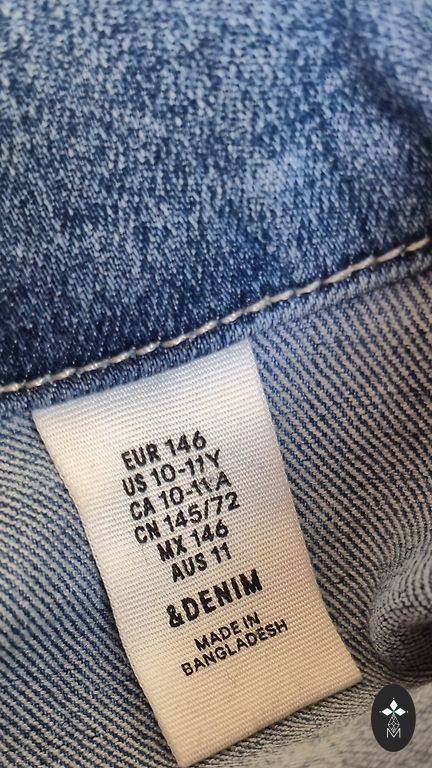 EUR 146
US 10-11Y
CA 10-11A
CN 145/72
MX 146
AUS 11
&DENIM
MADE IN
BANGLADESH
M